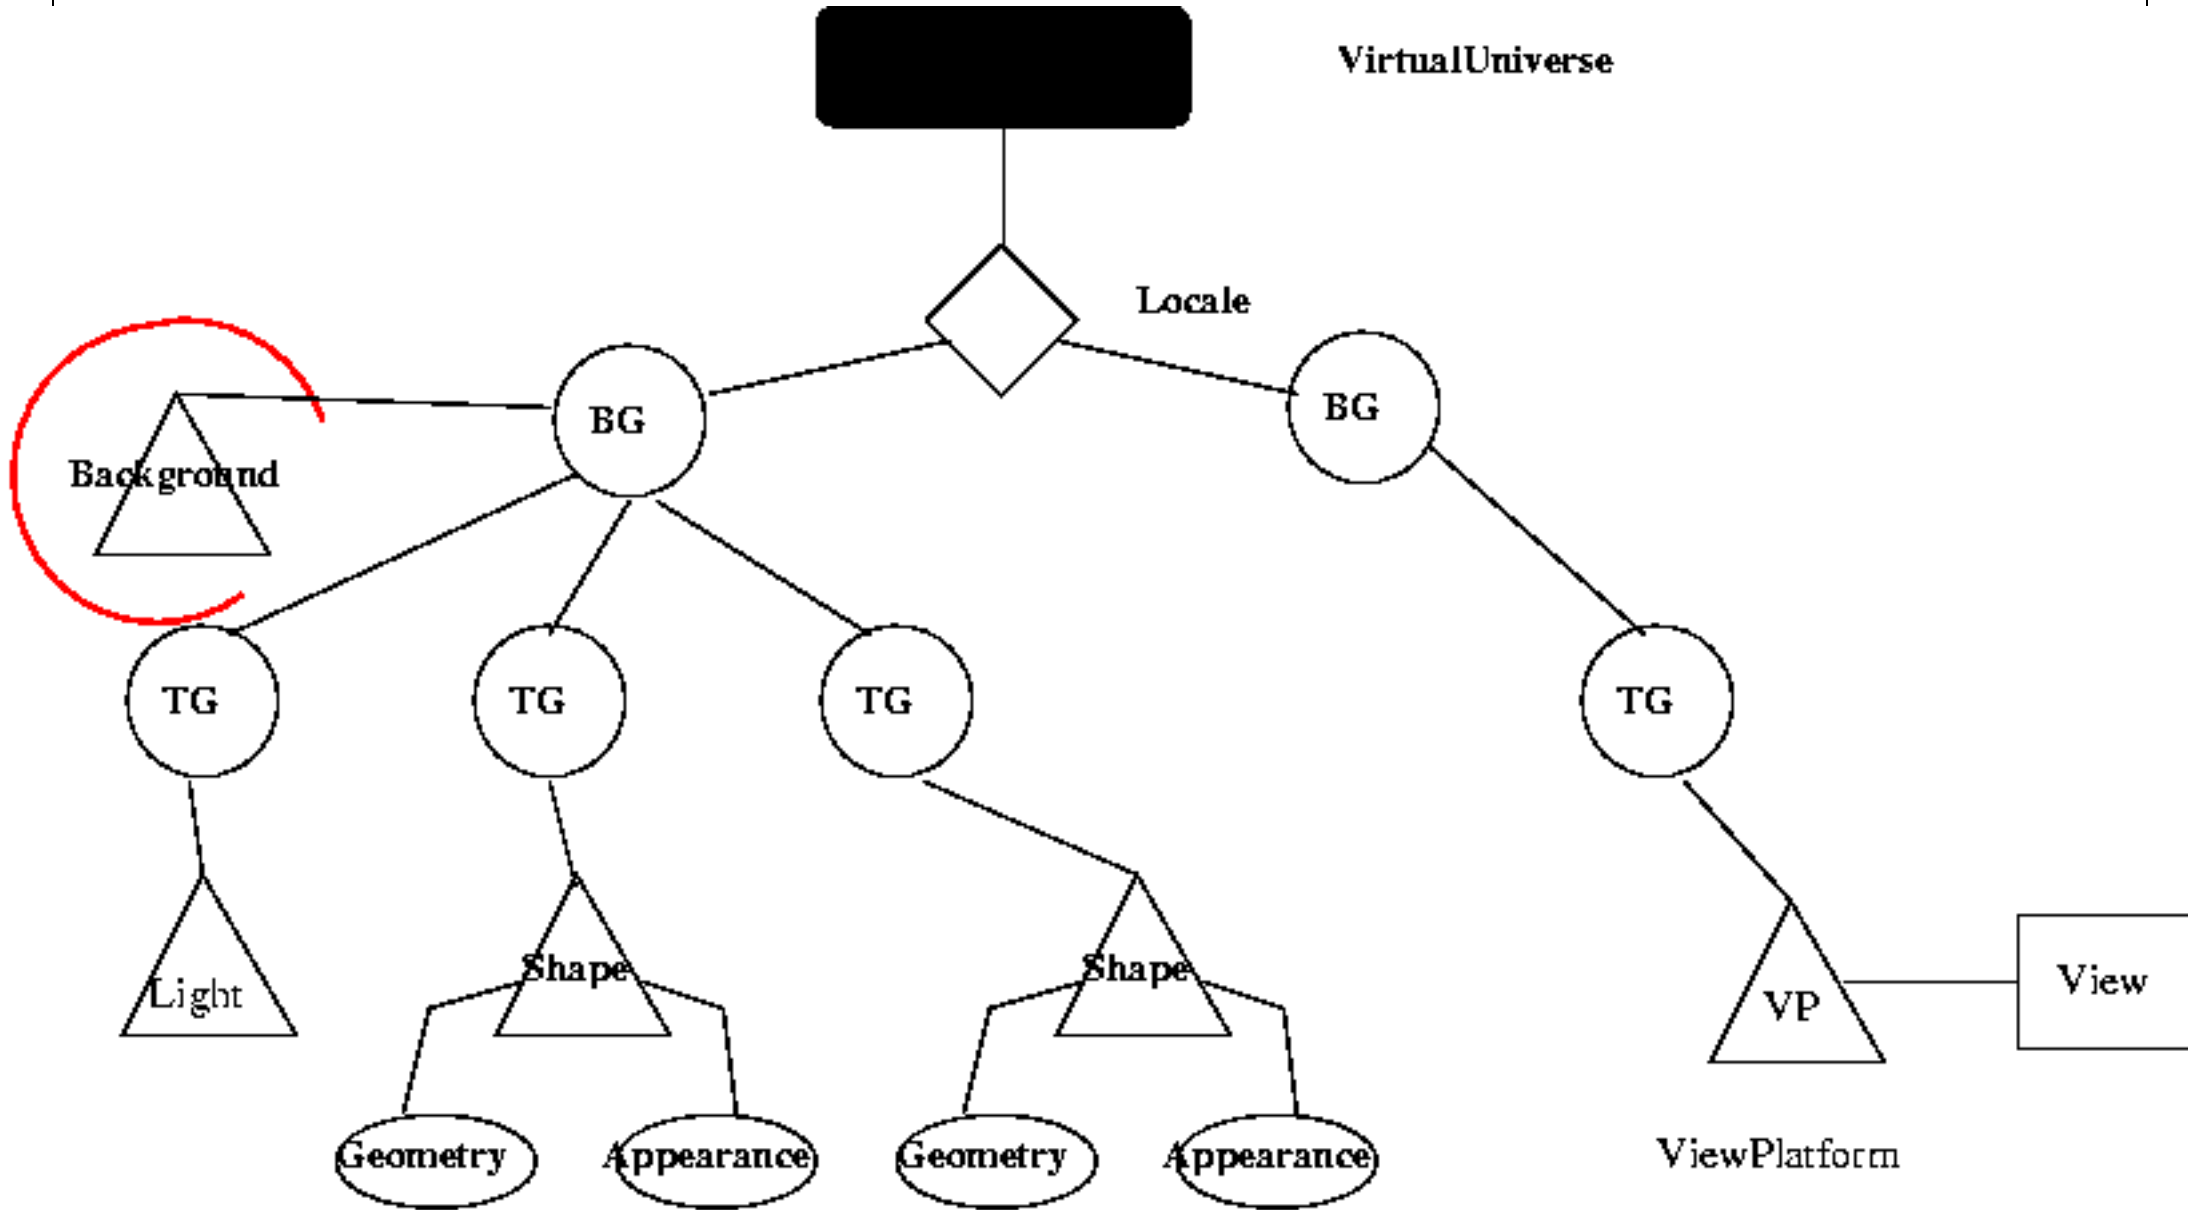 VirtualUniverse
Locale
BG
BG
Background
TG
TG
TG
TG
Light
Shape
Shape
VP
View
Geometry
Appearance
Geometry
Appearance
ViewPlatform